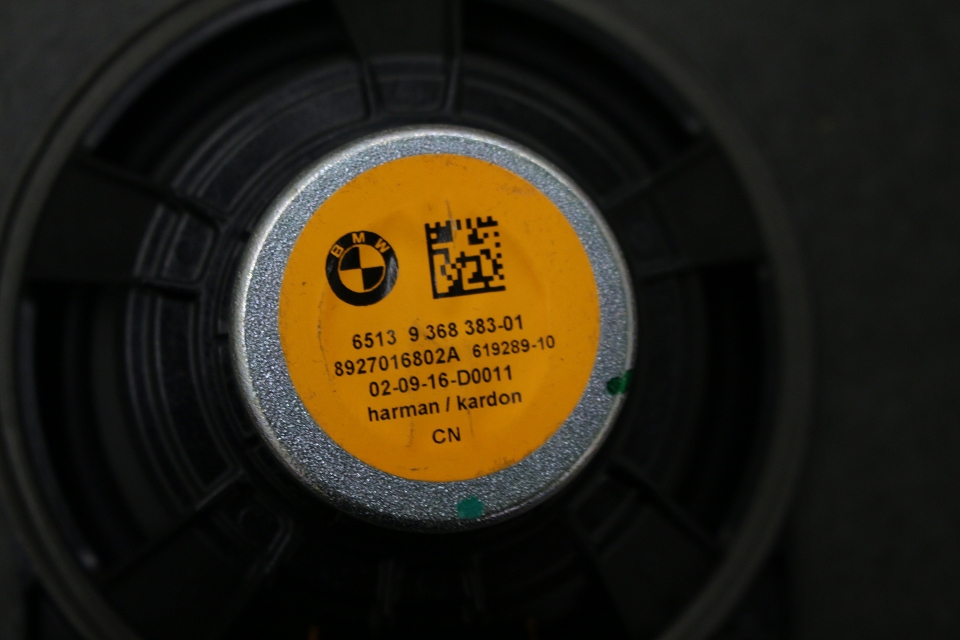 BMW
6513 9 368 383-01
8927016802A 619289-10
02-09-16-D0011
harman / kardon
CN